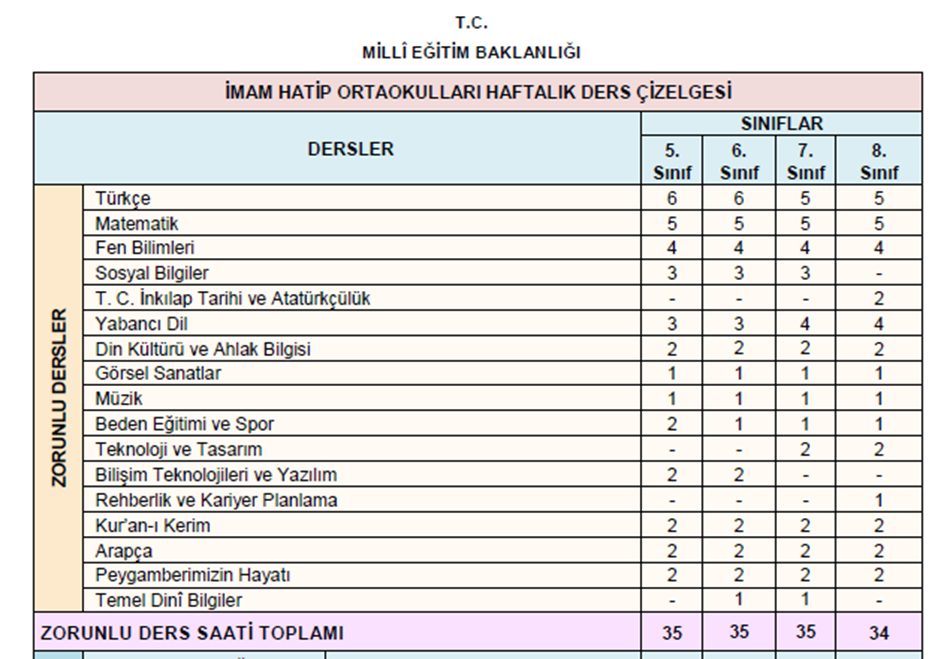 T.C.
MİLLÎ EĞİTİM BAKLANLIĞI
İMAM HATİP ORTAOKULLARI HAFTALIK DERS ÇİZELGESİ
DERSLER
SINIFLAR
5. Sınıf 6. Sınıf 7. Sınıf 8. Sınıf
ZORUNLU DERSLER
Türkçe 6 6 5 5
Matematik 5 5 5 5
Fen Bilimleri 4 4 4 4
Sosyal Bilgiler 3 3 3 -
T. C. İnkılap Tarihi ve Atatürkçülük - - - 2
Yabancı Dil 3 3 4 4
Din Kültürü ve Ahlak Bilgisi 2 2 2 2
Görsel Sanatlar 1 1 1 1
Müzik 1 1 1 1
Beden Eğitimi ve Spor 2 1 1 1
Teknoloji ve Tasarım - - 2 2
Bilişim Teknolojileri ve Yazılım 2 2 - -
Rehberlik ve Kariyer Planlama - - - 1
Kur'an-ı Kerim 2 2 2 2
Arapça 2 2 2 2
Peygamberimizin Hayatı 2 2 2 2
Temel Dinî Bilgiler - 1 1 -
ZORUNLU DERS SAATİ TOPLAMI 35 35 35 34